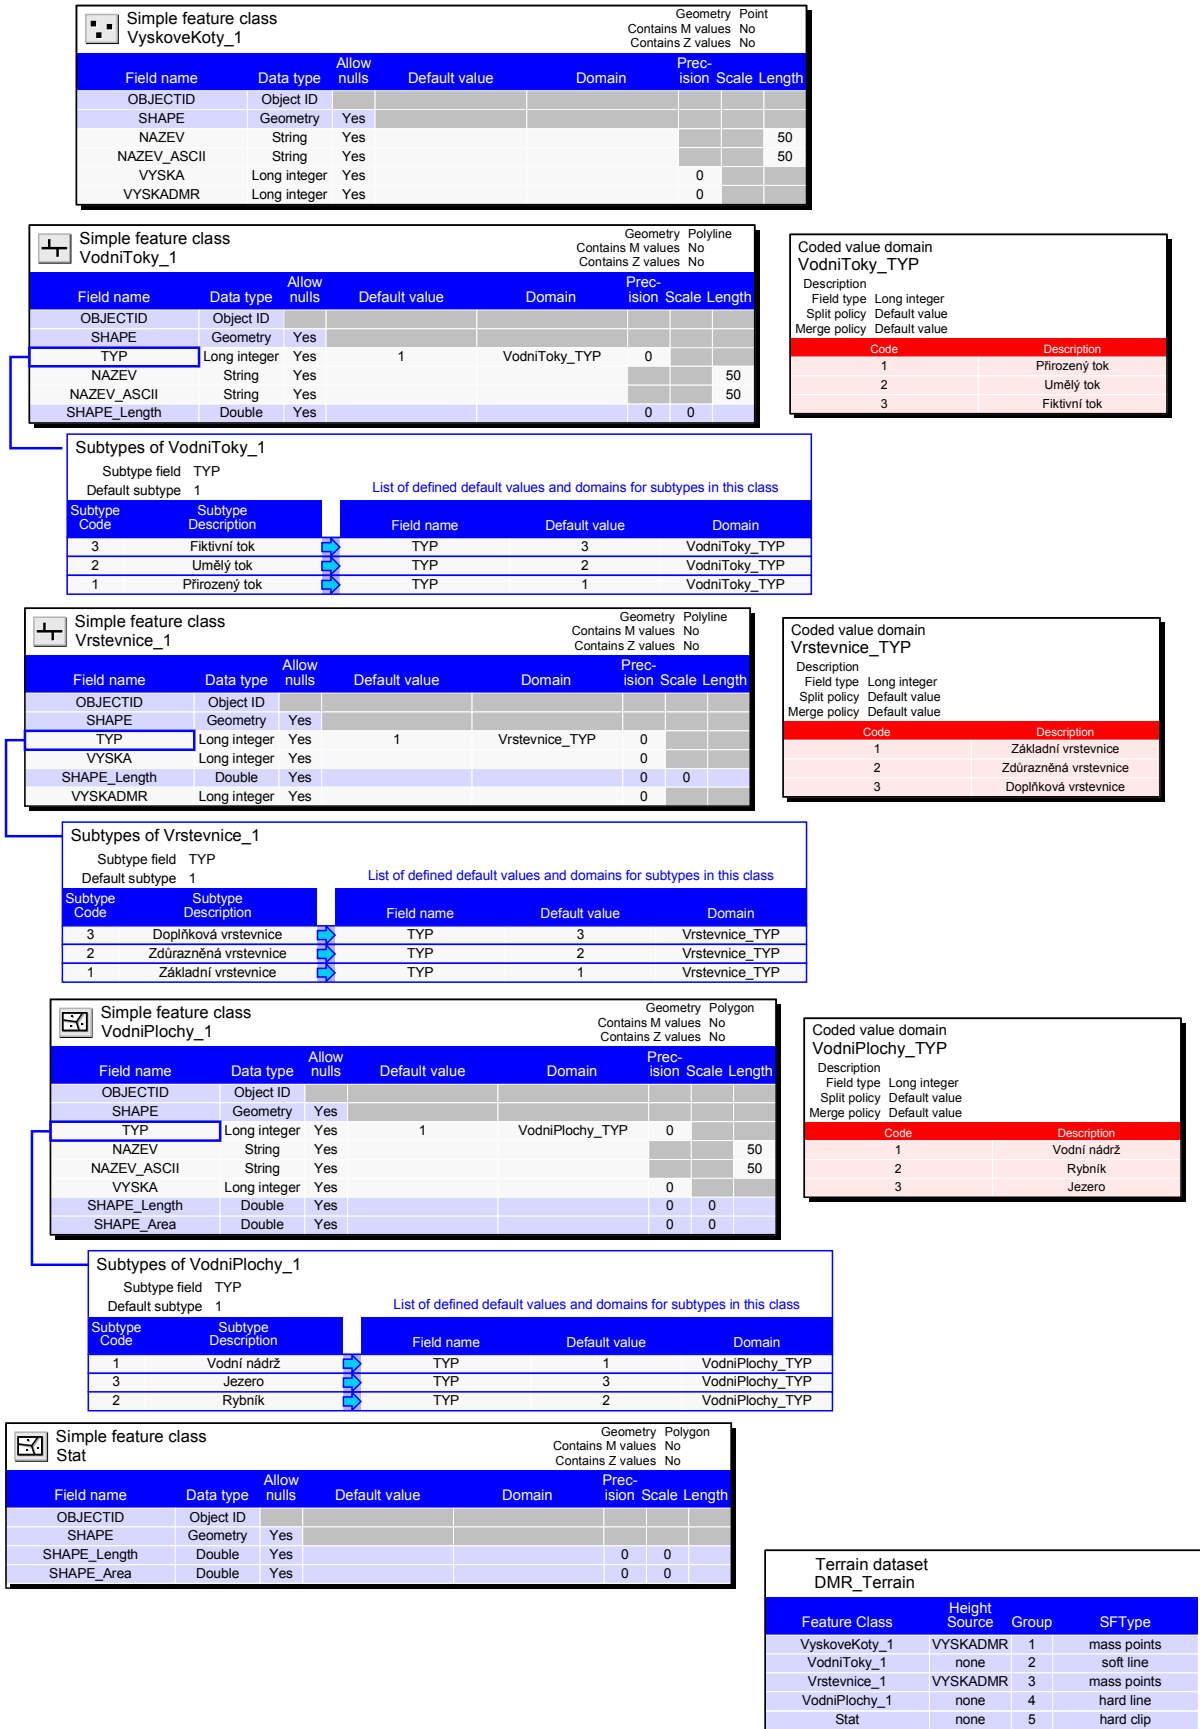 Simple feature class
VyskoveKoty_1
Geometry Point
Contains M values No
Contains Z values No
Field name Data type Allow nulls Default value Domain Prec-ision Scale Length
OBJECTID Object ID
SHAPE Geometry Yes
NAZEV String Yes 50
NAZEV_ASCII String Yes 50
VYSKA Long integer Yes 0
VYSKADMR Long integer Yes 0
Simple feature class
VodniToky_1
Geometry Polyline
Contains M values No
Contains Z values No
Field name Data type Allow nulls Default value Domain Prec-ision Scale Length
OBJECTID Object ID
SHAPE Geometry Yes
TYP Long integer Yes 1 VodniToky_TYP 0
NAZEV String Yes 50
NAZEV_ASCII String Yes 50
SHAPE_Length Double Yes 0 0
Coded value domain
VodniToky_TYP
Description
Field type Long integer
Split policy Default value
Merge policy Default value
Code Description
1 Přirozený tok
2 Umělý tok
3 Fiktivní tok
Subtypes of VodniToky_1
Subtype field TYP
Default subtype 1
List of defined default values and domains for subtypes in this class
Subtype Code Subtype Description Field name Default value Domain
3 Fiktivní tok TYP 3 VodniToky_TYP
2 Umělý tok TYP 2 VodniToky_TYP
1 Přirozený tok TYP 1 VodniToky_TYP
Simple feature class
Vrstevnice_1
Geometry Polyline
Contains M values No
Contains Z values No
Field name Data type Allow nulls Default value Domain Prec-ision Scale Length
OBJECTID Object ID
SHAPE Geometry Yes
TYP Long integer Yes 1 Vrstevnice_TYP 0
VYSKA Long integer Yes 0
SHAPE_Length Double Yes 0 0
VYSKADMR Long integer Yes 0
Coded value domain
Vrstevnice_TYP
Description
Field type Long integer
Split policy Default value
Merge policy Default value
Code Description
1 Základní vrstevnice
2 Zdůrazněná vrstevnice
3 Doplňková vrstevnice
Subtypes of Vrstevnice_1
Subtype field TYP
Default subtype 1
List of defined default values and domains for subtypes in this class
Subtype Code Subtype Description Field name Default value Domain
3 Doplňková vrstevnice TYP 3 Vrstevnice_TYP
2 Zdůrazněná vrstevnice TYP 2 Vrstevnice_TYP
1 Základní vrstevnice TYP 1 Vrstevnice_TYP
Simple feature class
VodniPlochy_1
Geometry Polygon
Contains M values No
Contains Z values No
Field name Data type Allow nulls Default value Domain Prec-ision Scale Length
OBJECTID Object ID
SHAPE Geometry Yes
TYP Long integer Yes 1 VodniPlochy_TYP 0
NAZEV String Yes 50
NAZEV_ASCII String Yes 50
VYSKA Long integer Yes 0
SHAPE_Length Double Yes 0 0
SHAPE_Area Double Yes 0 0
Coded value domain
VodniPlochy_TYP
Description
Field type Long integer
Split policy Default value
Merge policy Default value
Code Description
1 Vodní nádrž
2 Rybník
3 Jezero
Subtypes of VodniPlochy_1
Subtype field TYP
Default subtype 1
List of defined default values and domains for subtypes in this class
Subtype Code Subtype Description Field name Default value Domain
1 Vodní nádrž TYP 1 VodniPlochy_TYP
3 Jezero TYP 3 VodniPlochy_TYP
2 Rybník TYP 2 VodniPlochy_TYP
Simple feature class
Stat
Geometry Polygon
Contains M values No
Contains Z values No
Field name Data type Allow nulls Default value Domain Prec-ision Scale Length
OBJECTID Object ID
SHAPE Geometry Yes
SHAPE_Length Double Yes 0 0
SHAPE_Area Double Yes 0 0
Terrain dataset
DMR_Terrain
Feature Class Height Source Group SFType
VyskoveKoty_1 VYSKADMR 1 mass points
VodniToky_1 none 2 soft line
Vrstevnice_1 VYSKADMR 3 mass points
VodniPlochy_1 none 4 hard line
Stat none 5 hard clip